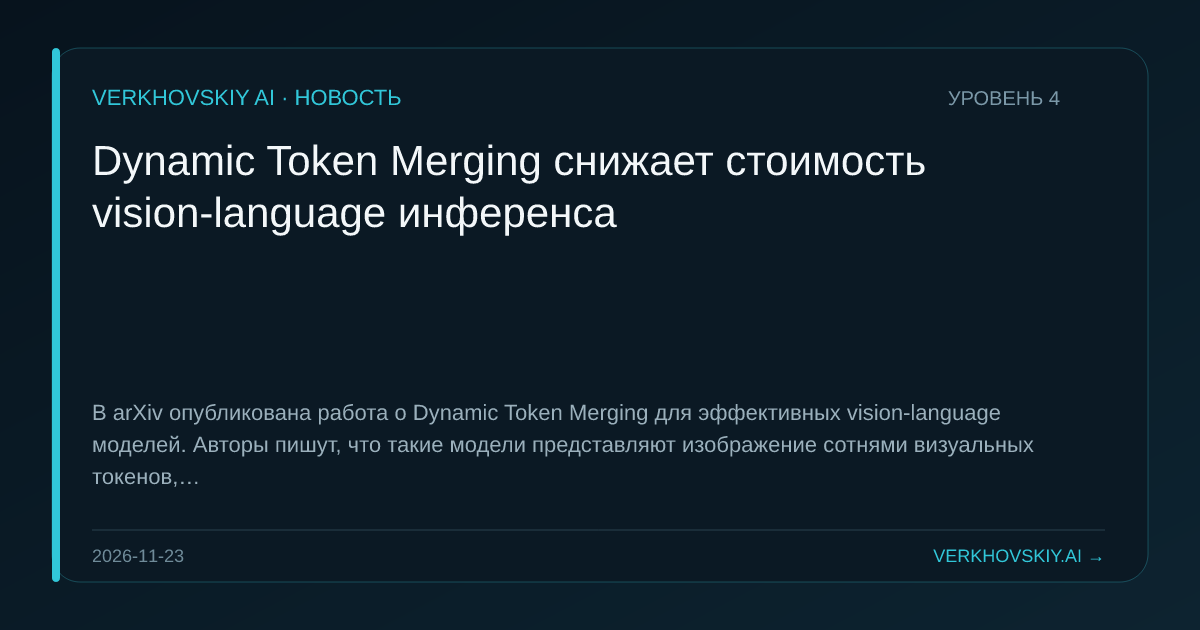 VERKHOVSKIY AI · НОВОСТЬ
УРОВЕНЬ 4
Dynamic Token Merging снижает стоимость
vision-language инференса
В arXiv опубликована работа о Dynamic Token Merging для эффективных vision-language
моделей. Авторы пишут, что такие модели представляют изображение сотнями визуальных
токенов,…
2026-11-23
VERKHOVSKIY.AI →